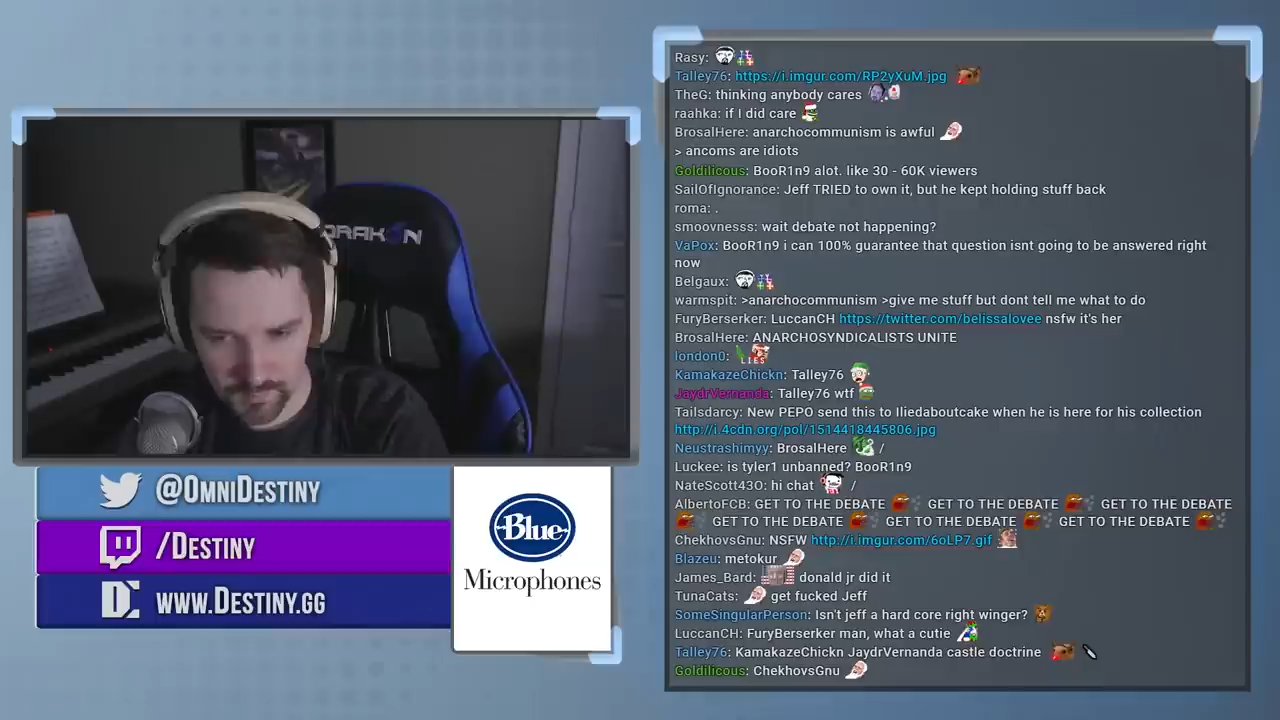 DRAKON
@OmniDestiny
/Destiny
www.Destiny.gg
Blue
Microphones
Rasy:
Talley76: https://i.imgur.com/RP2yXuM.jpg
TheG: thinking anybody cares
raahka: if I did care
BrosalHere: anarchocommunism is awful
> ancoms are idiots
Goldilicous: BooR1n9 alot. like 30 - 60K viewers
SailOfIgnorance: Jeff TRIED to own it, but he kept holding stuff back
roma: .
smoovnesss: wait debate not happening?
VaPox: BooR1n9 i can 100% guarantee that question isnt going to be answered right
now
Belgaux:
warmspit: >anarchocommunism >give me stuff but dont tell me what to do
FuryBerserker: LuccanCH https://twitter.com/belissalovee nsfw it's her
BrosalHere: ANARCHOSYNDICALISTS UNITE
london0: LIES
KamakazeChickn: Talley76
JaydrVernanda: Talley76 wtf
Tailsdarcy: New PEPO send this to Iliedaboutcake when he is here for his collection
http://i.4cdn.org/pol/1514418445806.jpg
Neustrashimyy: BrosalHere /
Luckee: is tyler1 unbanned? BooR1n9
NateScott43O: hi chat /
AlbertoFCB: GET TO THE DEBATE GET TO THE DEBATE GET TO THE DEBATE
GET TO THE DEBATE GET TO THE DEBATE GET TO THE DEBATE
ChekhovsGnu: NSFW http://i.imgur.com/6oLP7.gif
Blazeu: metokur
James_Bard: donald jr did it
TunaCats: get fucked Jeff
SomeSingularPerson: Isn't jeff a hard core right winger?
LuccanCH: FuryBerserker man, what a cutie
Talley76: KamakazeChickn JaydrVernanda castle doctrine
Goldilicous: ChekhovsGnu